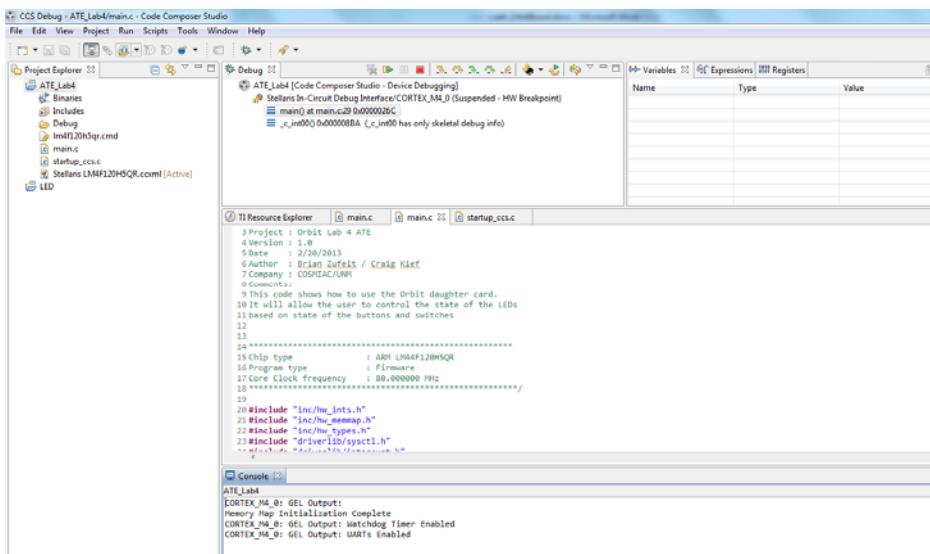 CCS Debug - ATE_Lab4/main.c - Code Composer Studio
File Edit View Project Run Scripts Tools Window Help
Project Explorer
ATE_Lab4
Binaries
Includes
Debug
lm4f120h5qr.cmd
main.c
startup_ccs.c
Stellaris LM4F120H5QR.ccxml [Active]
LED
Debug
ATE_Lab4 [Code Composer Studio - Device Debugging]
Stellaris In-Circuit Debug Interface/CORTEX_M4_0 (Suspended - HW Breakpoint)
main() at main.c:29 0x0000026C
_c_int00() 0x000008BA (_c_int00 has only skeletal debug info)
Variables Expressions Registers
Name Type Value
TI Resource Explorer main.c main.c startup_ccs.c
3 Project : Orbit Lab 4 ATE
4 Version : 1.0
5 Date : 2/20/2013
6 Author : Brian Zufelt / Craig Kief
7 Company : COSMIAC/UNM
8 Comments:
9 This code shows how to use the Orbit daughter card.
10 It will allow the user to control the state of the LEDs
11 based on state of the buttons and switches
12
13
14 ***********************************************************
15 Chip type : ARM LM44F120H5QR
16 Program type : Firmware
17 Core Clock frequency : 80.000000 MHz
18 ***********************************************************/
19
20 #include "inc/hw_ints.h"
21 #include "inc/hw_memmap.h"
22 #include "inc/hw_types.h"
23 #include "driverlib/sysctl.h"
24 #include "driverlib/interrupt.h"
Console
ATE_Lab4
CORTEX_M4_0: GEL Output:
Memory Map Initialization Complete
CORTEX_M4_0: GEL Output: Watchdog Timer Enabled
CORTEX_M4_0: GEL Output: UARTs Enabled